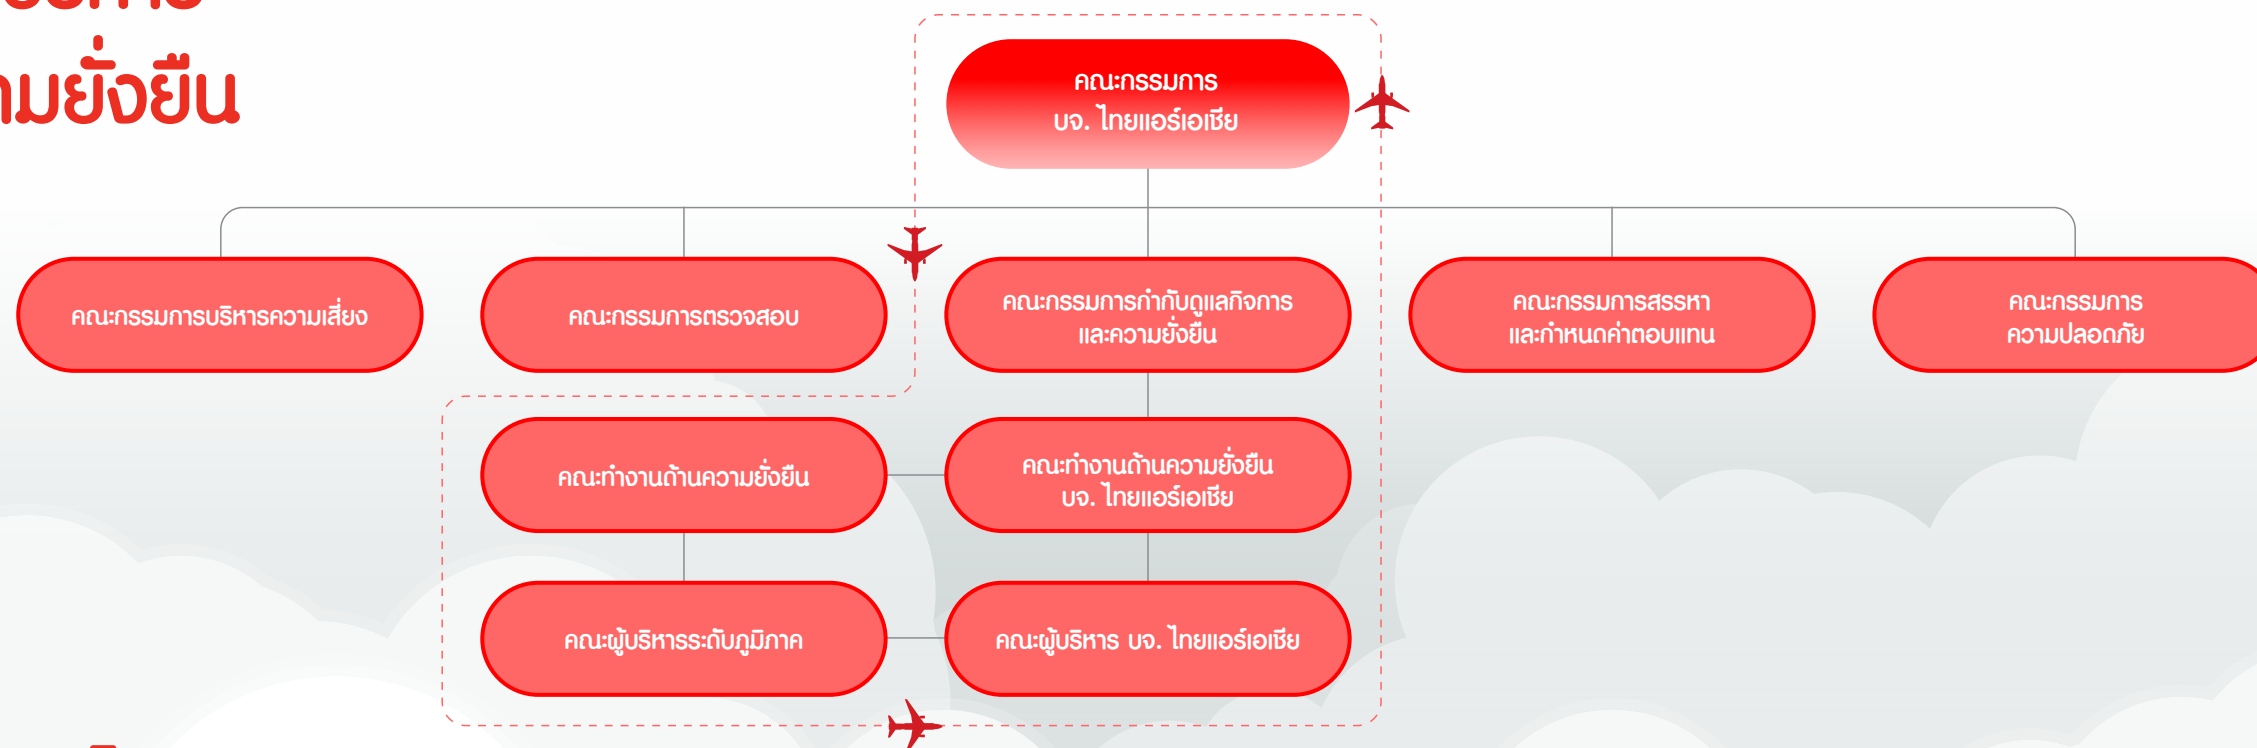 ยั่งยืน
คณะกรรมการ
บจ. ไทยแอร์เอเชีย
คณะกรรมการบริหารความเสี่ยง
คณะกรรมการตรวจสอบ
คณะกรรมการกำกับดูแลกิจการ
และความยั่งยืน
คณะกรรมการสรรหา
และกำหนดค่าตอบแทน
คณะกรรมการ
ความปลอดภัย
คณะทำงานด้านความยั่งยืน
คณะทำงานด้านความยั่งยืน
บจ. ไทยแอร์เอเชีย
คณะผู้บริหารระดับภูมิภาค
คณะผู้บริหาร บจ. ไทยแอร์เอเชีย